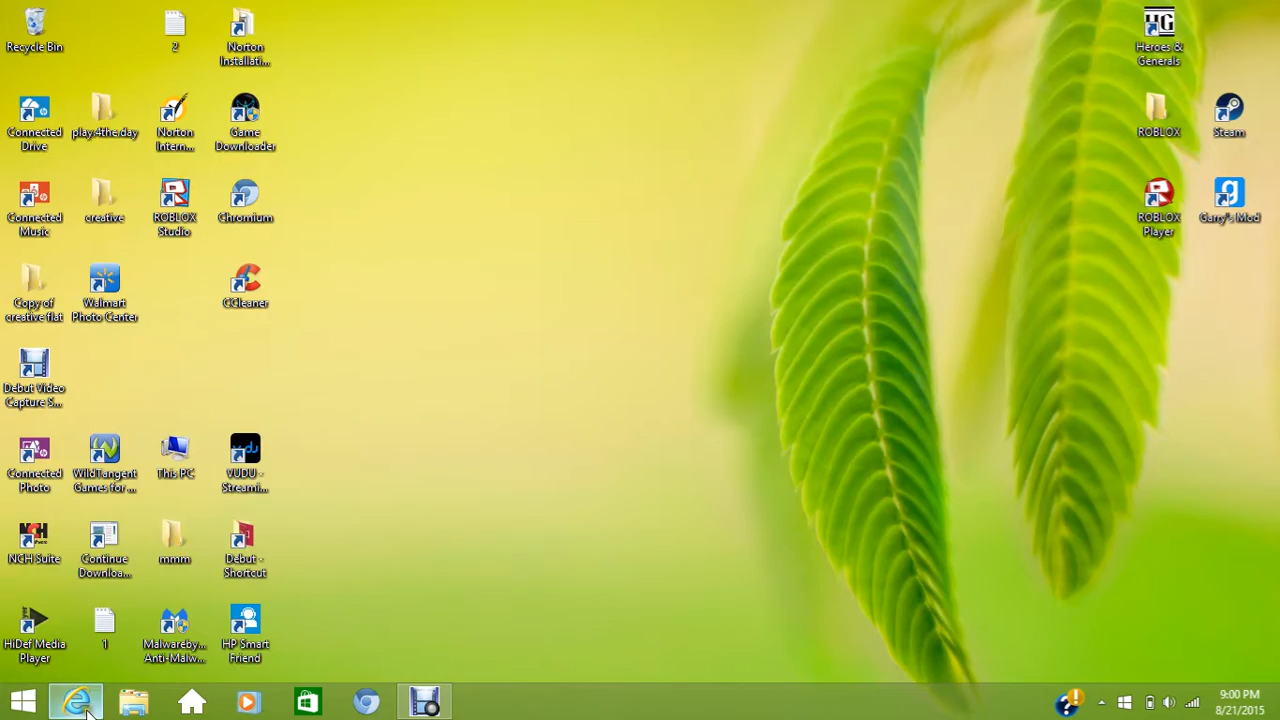 Recycle Bin
2
Norton
Installati...
Connected
Drive
play.4the.day
Norton
Intern...
Game
Downloader
Connected
Music
creative
ROBLOX
Studio
Chromium
Copy of
creative flat
Walmart
Photo Center
CCleaner
Debut Video
Capture S...
Connected
Photo
WildTangent
Games for ...
This PC
VUDU -
Streami...
NCH Suite
Continue
Downloa...
mmm
Debut -
Shortcut
HiDef Media
Player
1
Malwareby...
Anti-Malw...
HP Smart
Friend
HG
Heroes &
Generals
ROBLOX
Steam
ROBLOX
Player
Garry's Mod
9:00 PM
8/21/2015